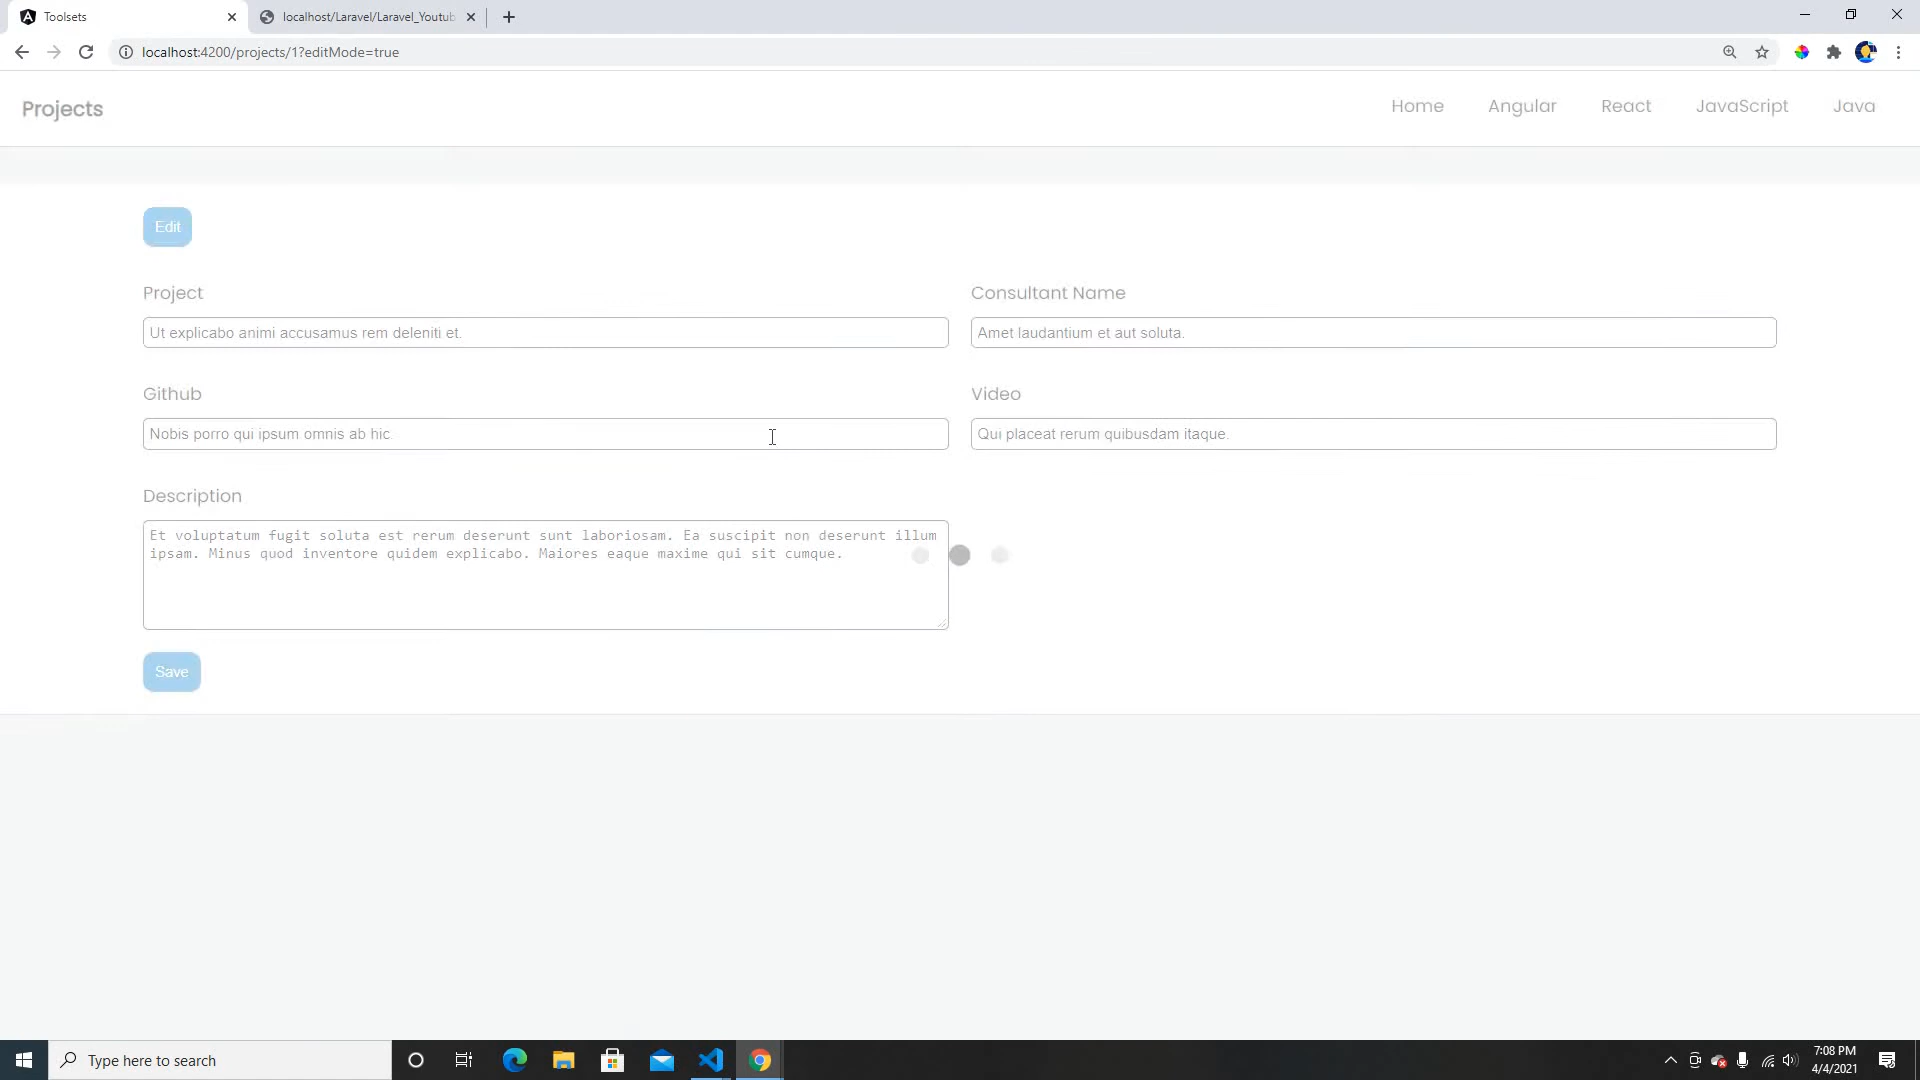 Toolsets
localhost/Laravel/Laravel_Youtub
localhost:4200/projects/1?editMode=true
Projects
Home
Angular
React
JavaScript
Java
Edit
Project
Consultant Name
Ut explicabo animi accusamus rem deleniti et.
Amet laudantium et aut soluta.
Github
Video
Nobis porro qui ipsum omnis ab hic.
Qui placeat rerum quibusdam itaque.
Description
Et voluptatum fugit soluta est rerum deserunt sunt laboriosam. Ea suscipit non deserunt illum
ipsam. Minus quod inventore quidem explicabo. Maiores eaque maxime qui sit cumque.
Save
Type here to search
7:08 PM
4/4/2021